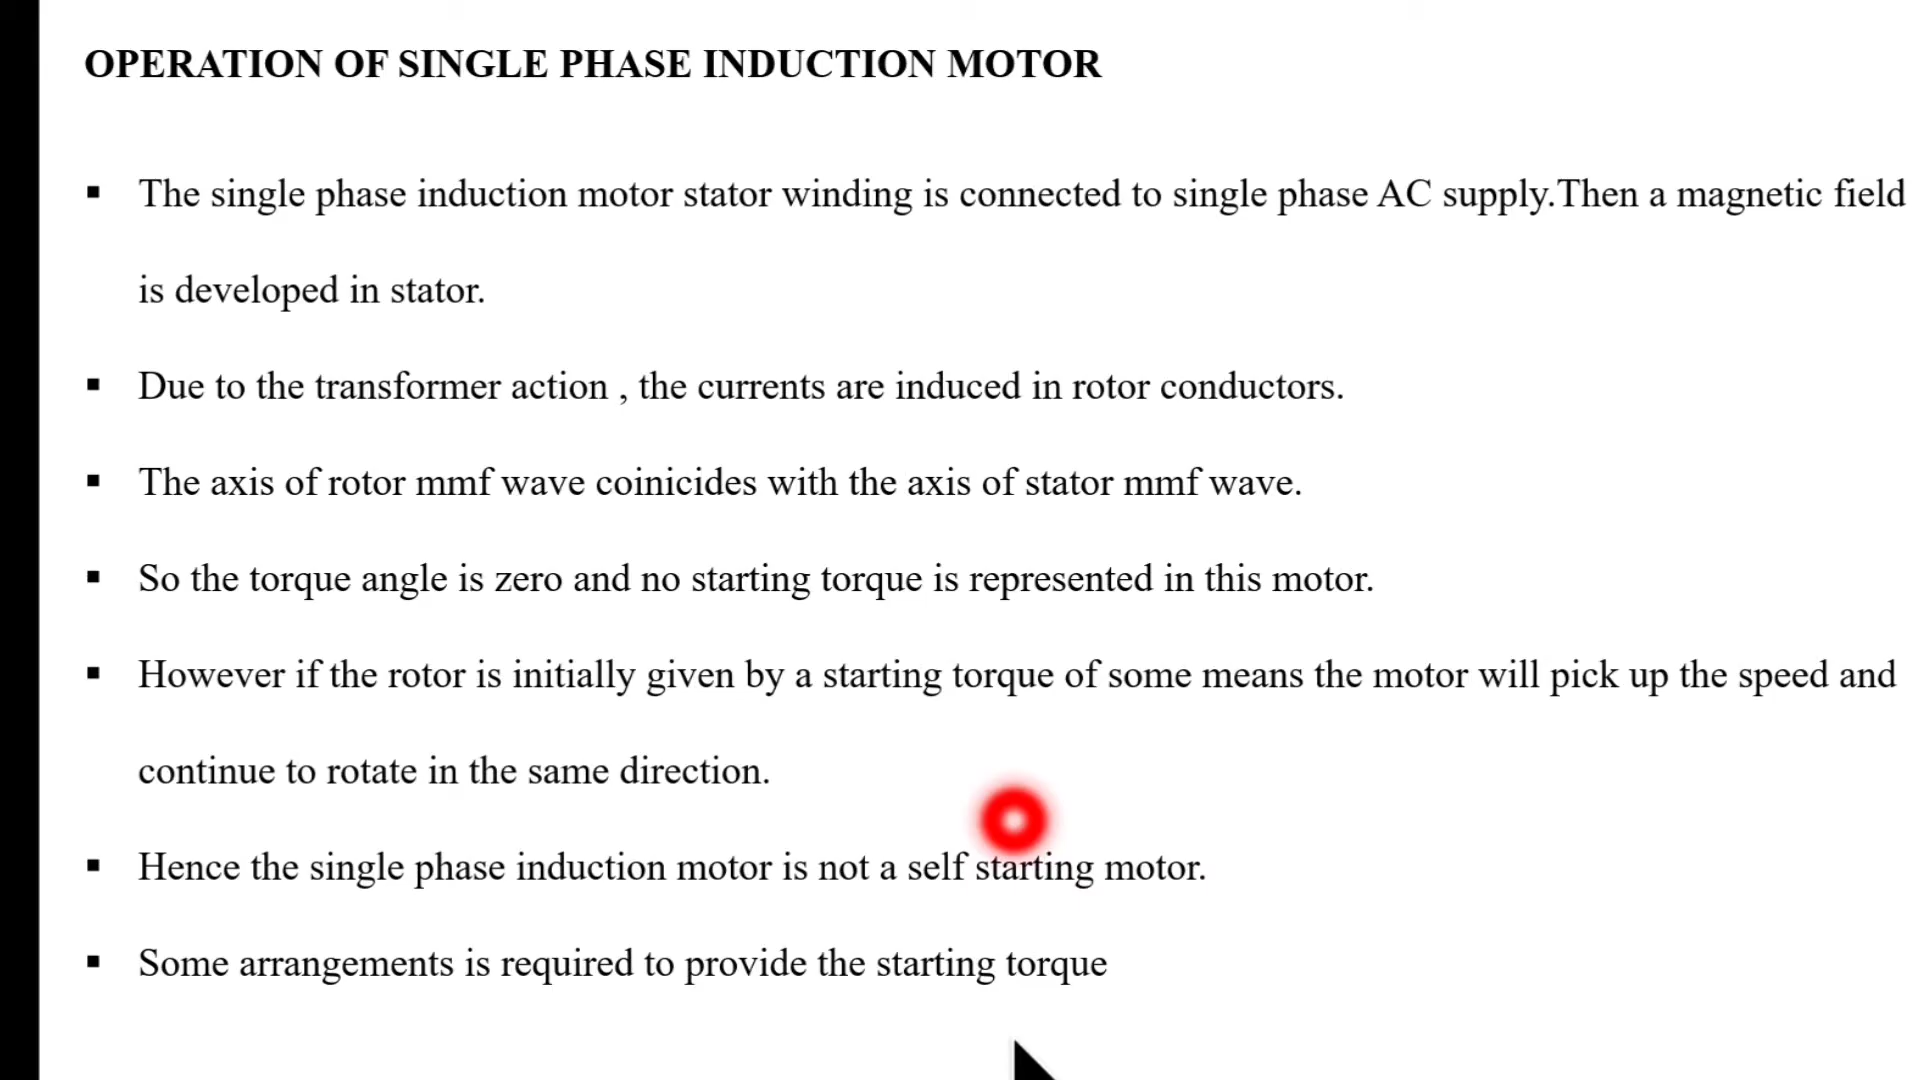 OPERATION OF SINGLE PHASE INDUCTION MOTOR
▪ The single phase induction motor stator winding is connected to single phase AC supply.Then a magnetic field
is developed in stator.
▪ Due to the transformer action , the currents are induced in rotor conductors.
▪ The axis of rotor mmf wave coinicides with the axis of stator mmf wave.
▪ So the torque angle is zero and no starting torque is represented in this motor.
▪ However if the rotor is initially given by a starting torque of some means the motor will pick up the speed and
continue to rotate in the same direction.
▪ Hence the single phase induction motor is not a self starting motor.
▪ Some arrangements is required to provide the starting torque